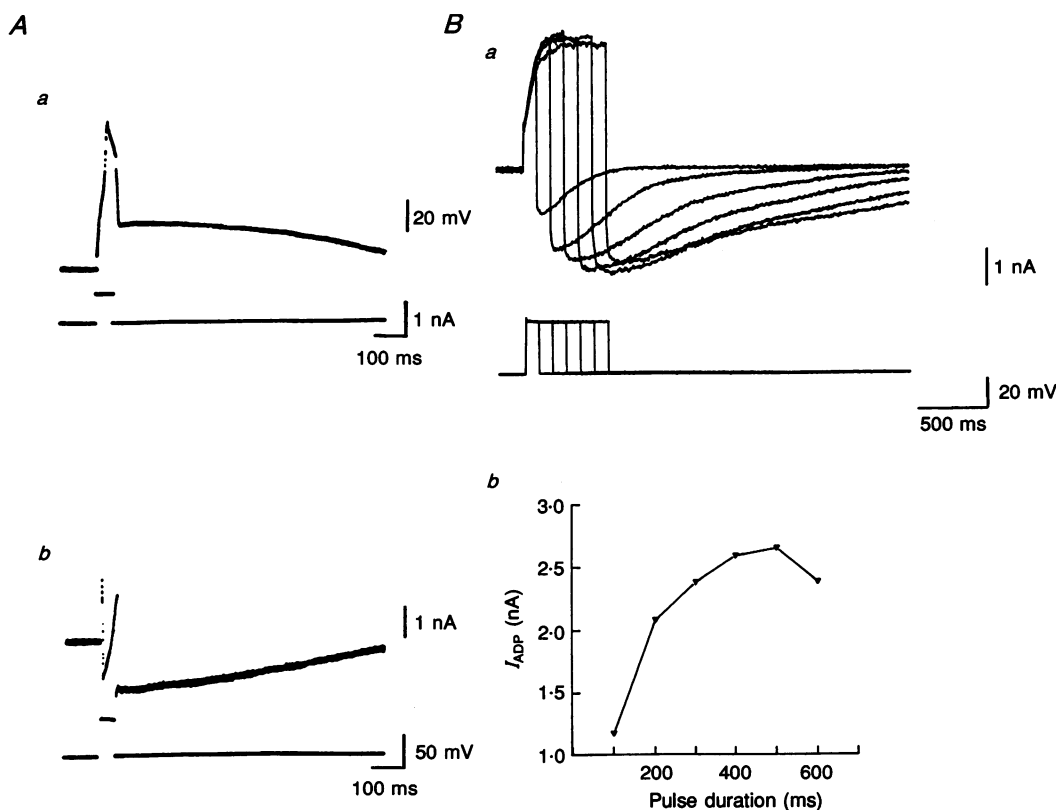 A
a
20 mV
1 nA
100 ms
b
1 nA
50 mV
100 ms
B
a
1 nA
20 mV
500 ms
b
3·0
2·5
2·0
1·5
1·0
I_ADP (nA)
200 400 600
Pulse duration (ms)